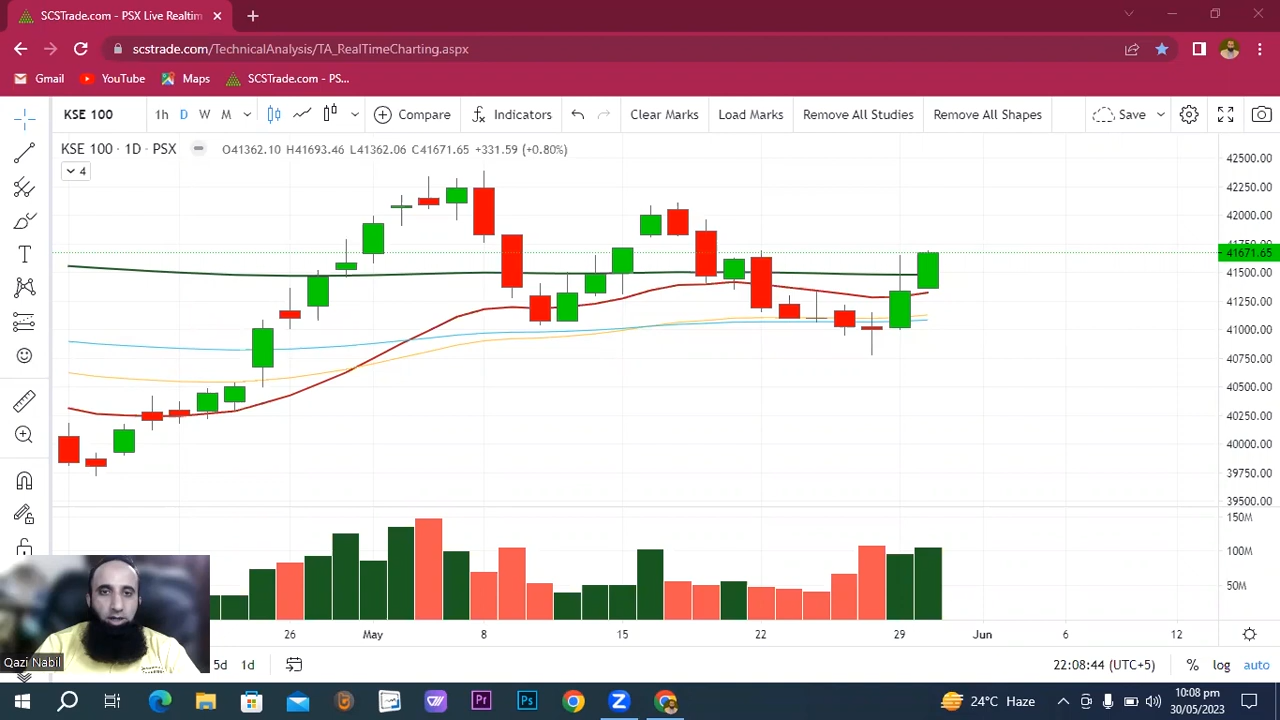 SCSTrade.com - PSX Live Realtim
scstrade.com/TechnicalAnalysis/TA_RealTimeCharting.aspx
Gmail YouTube Maps SCSTrade.com - PS...
KSE 100 1h D W M Compare Indicators Clear Marks Load Marks Remove All Studies Remove All Shapes Save
KSE 100 · 1D · PSX O41362.10 H41693.46 L41362.06 C41671.65 +331.59 (+0.80%)
4
42500.00
42250.00
42000.00
41750.00
41671.65
41500.00
41250.00
41000.00
40750.00
40500.00
40250.00
40000.00
39750.00
39500.00
150M
100M
50M
26 May 8 15 22 29 Jun 6 12
Qazi Nabil
5d 1d 22:08:44 (UTC+5) % log auto
24°C Haze 10:08 pm
30/05/2023